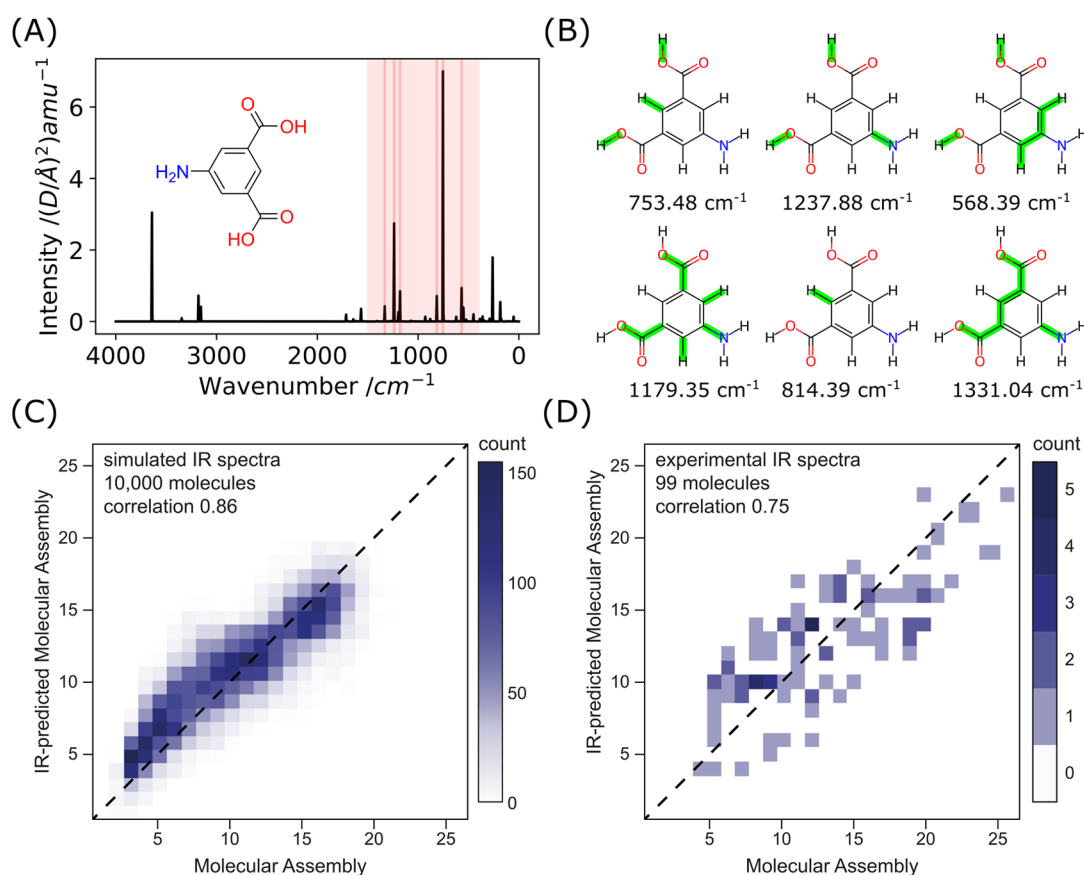 (A)
Intensity /(D/Å)²)amu⁻¹
6
4
2
0
4000 3000 2000 1000 0
Wavenumber /cm⁻¹
O
OH
H₂N
O
HO
(B)
H O O H H O H O N H H
753.48 cm⁻¹
H O O H H H O H O N H H
1237.88 cm⁻¹
H O O H H H O H O N H H
568.39 cm⁻¹
H O O H H H O H O N H H
1179.35 cm⁻¹
H O O H H H O H O N H H
814.39 cm⁻¹
H O O H H H O H O N H H
1331.04 cm⁻¹
(C)
simulated IR spectra
10,000 molecules
correlation 0.86
IR-predicted Molecular Assembly
25
20
15
10
5
5 10 15 20 25
Molecular Assembly
count
150
100
50
0
(D)
experimental IR spectra
99 molecules
correlation 0.75
IR-predicted Molecular Assembly
25
20
15
10
5
5 10 15 20 25
Molecular Assembly
count
5
4
3
2
1
0